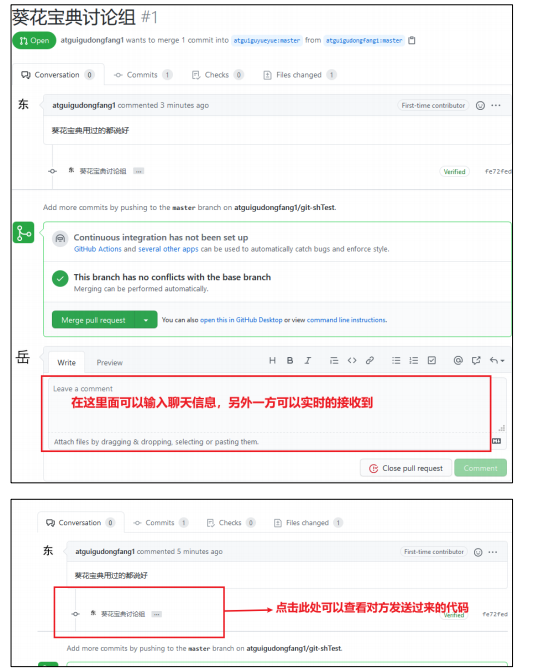 葵花宝典讨论组 #1
Open atguigudongfang1 wants to merge 1 commit into atguiguyueyue:master from atguigudongfang1:master
Conversation 0 Commits 1 Checks 0 Files changed 1
东 atguigudongfang1 commented 3 minutes ago First-time contributor
葵花宝典用过的都说好
东 葵花宝典讨论组 ... Verified fe72fed
Add more commits by pushing to the master branch on atguigudongfang1/git-shTest.
Continuous integration has not been set up
GitHub Actions and several other apps can be used to automatically catch bugs and enforce style.
This branch has no conflicts with the base branch
Merging can be performed automatically.
Merge pull request You can also open this in GitHub Desktop or view command line instructions.
岳 Write Preview H B I
Leave a comment
在这里面可以输入聊天信息，另外一方可以实时的接收到
Attach files by dragging & dropping, selecting or pasting them.
Close pull request Comment
Conversation 0 Commits 1 Checks 0 Files changed 1
东 atguigudongfang1 commented 5 minutes ago First-time contributor
葵花宝典用过的都说好
东 葵花宝典讨论组 ... 点击此处可以查看对方发送过来的代码 Verified fe72fed
Add more commits by pushing to the master branch on atguigudongfang1/git-shTest.